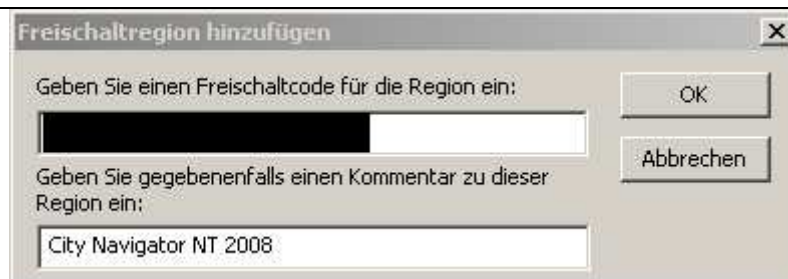 Freischaltregion hinzufügen
Geben Sie einen Freischaltcode für die Region ein:
OK
Abbrechen
Geben Sie gegebenenfalls einen Kommentar zu dieser
Region ein:
City Navigator NT 2008